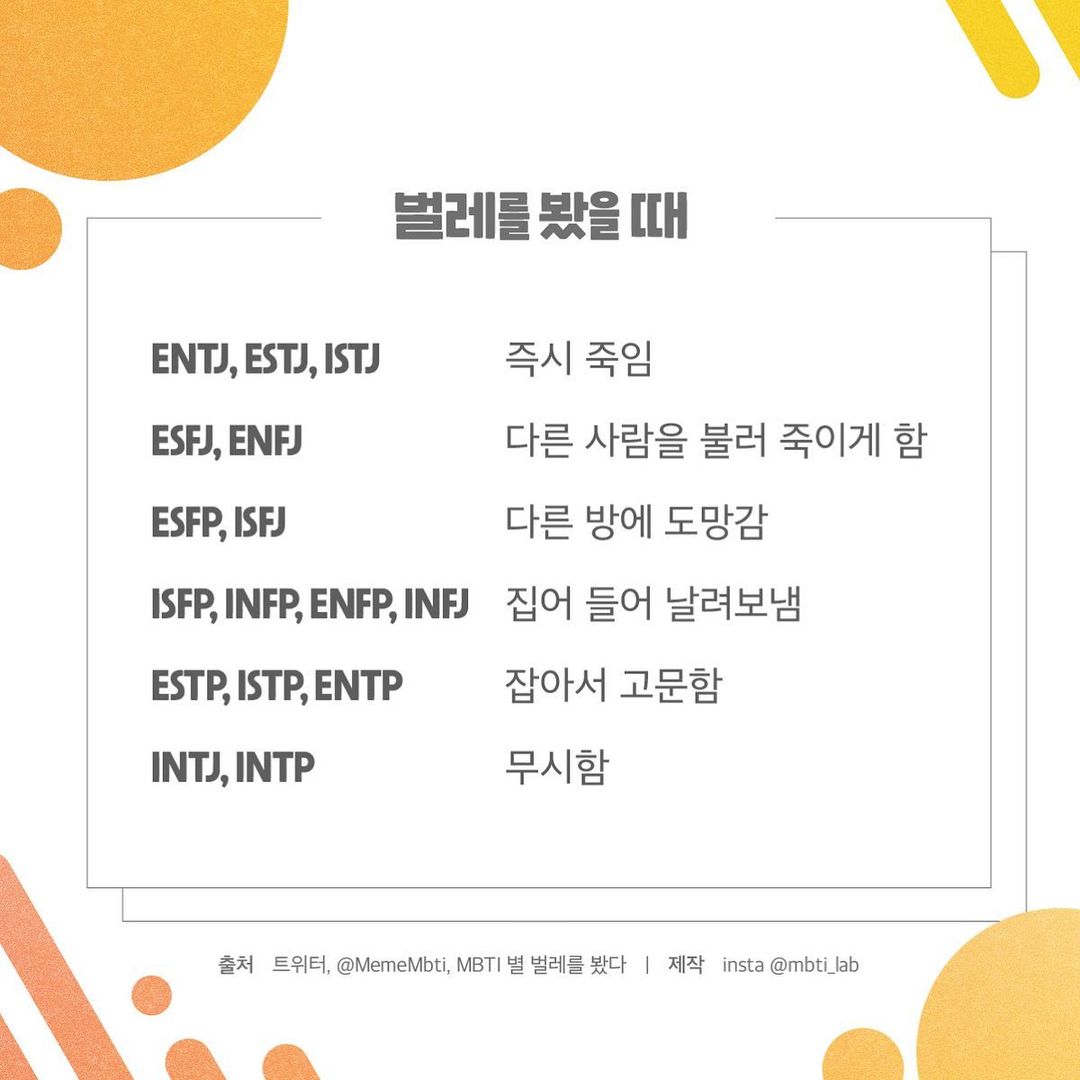 벌레를 봤을 때
ENTJ, ESTJ, ISTJ 즉시 죽임
ESFJ, ENFJ 다른 사람을 불러 죽이게 함
ESFP, ISFJ 다른 방에 도망감
ISFP, INFP, ENFP, INFJ 집어 들어 날려보냄
ESTP, ISTP, ENTP 잡아서 고문함
INTJ, INTP 무시함
출처 트위터, @MemeMbti, MBTI 별 벌레를 봤다 | 제작 insta @mbti_lab